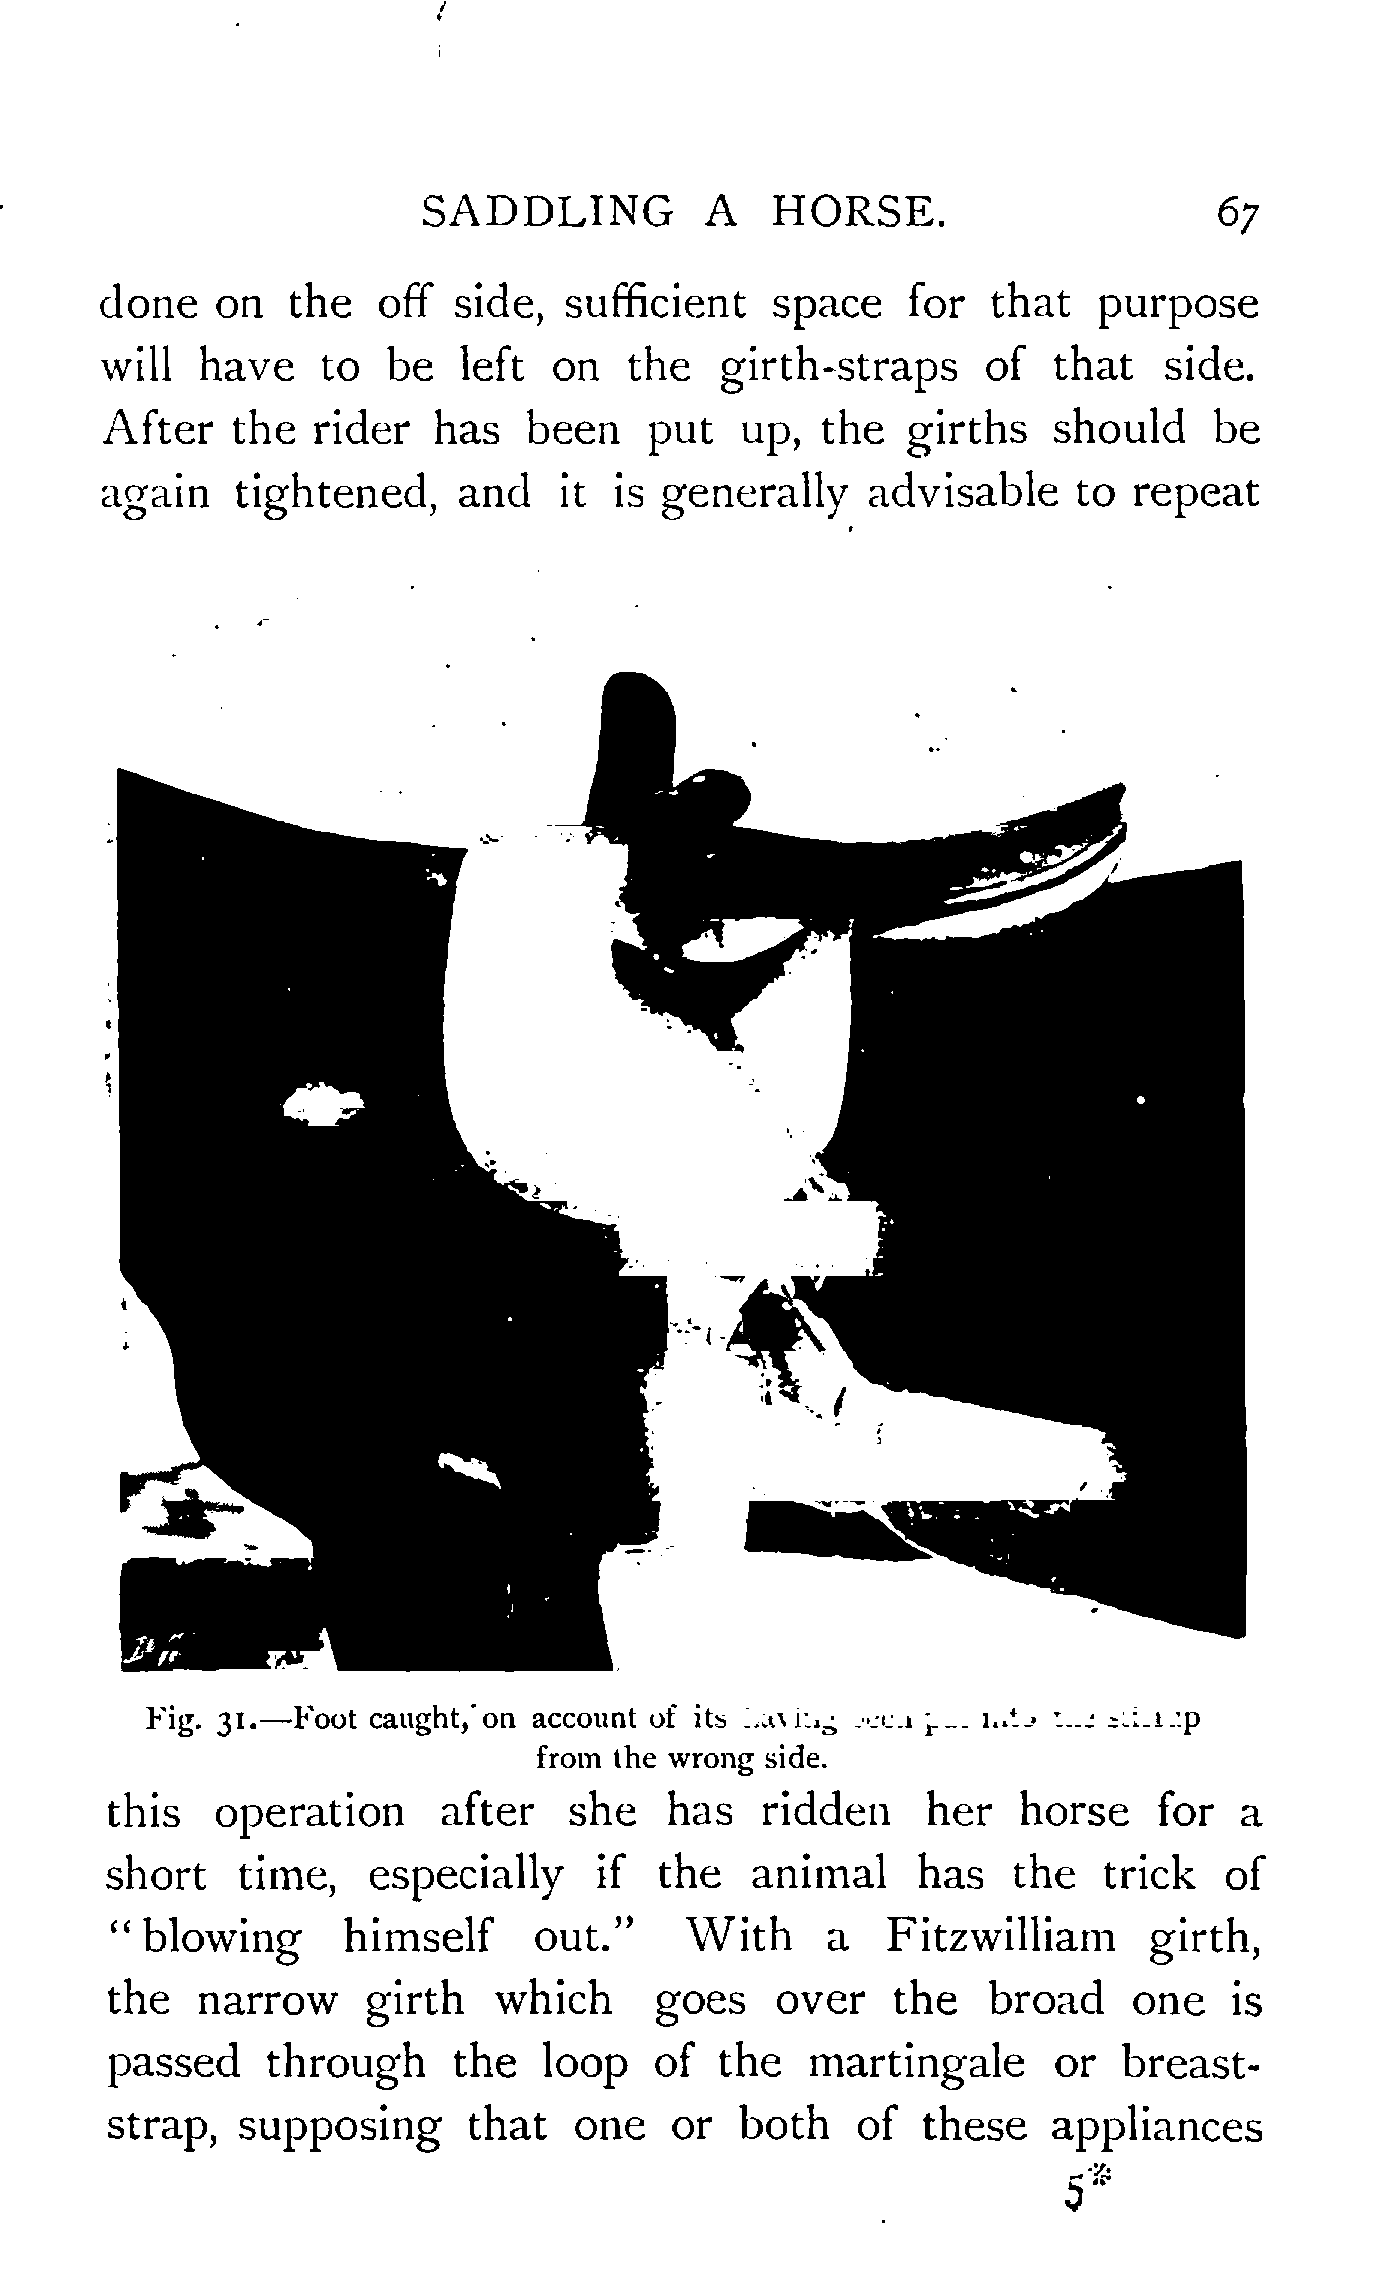 SADDLING A HORSE. 67
done on the off side, sufficient space for that purpose
will have to be left on the girth-straps of that side.
After the rider has been put up, the girths should be
again tightened, and it is generally advisable to repeat
Fig. 31.—Foot caught, on account of its having been
from the wrong side.
this operation after she has ridden her horse for a
short time, especially if the animal has the trick of
“blowing himself out.” With a Fitzwilliam girth,
the narrow girth which goes over the broad one is
passed through the loop of the martingale or breast-
strap, supposing that one or both of these appliances
5*